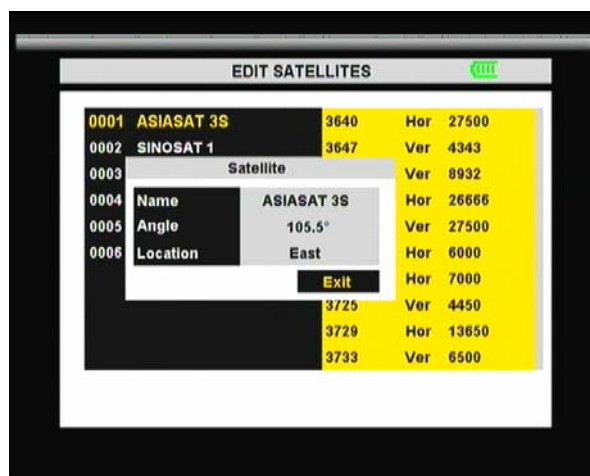 EDIT SATELLITES
0001 ASIASAT 3S 3640 Hor 27500
0002 SINOSAT 1 3647 Ver 4343
0003 Ver 8932
0004 Hor 26666
0005 Ver 27500
0006 Hor 6000
Hor 7000
3725 Ver 4450
3729 Hor 13650
3733 Ver 6500
Satellite
Name ASIASAT 3S
Angle 105.5°
Location East
Exit